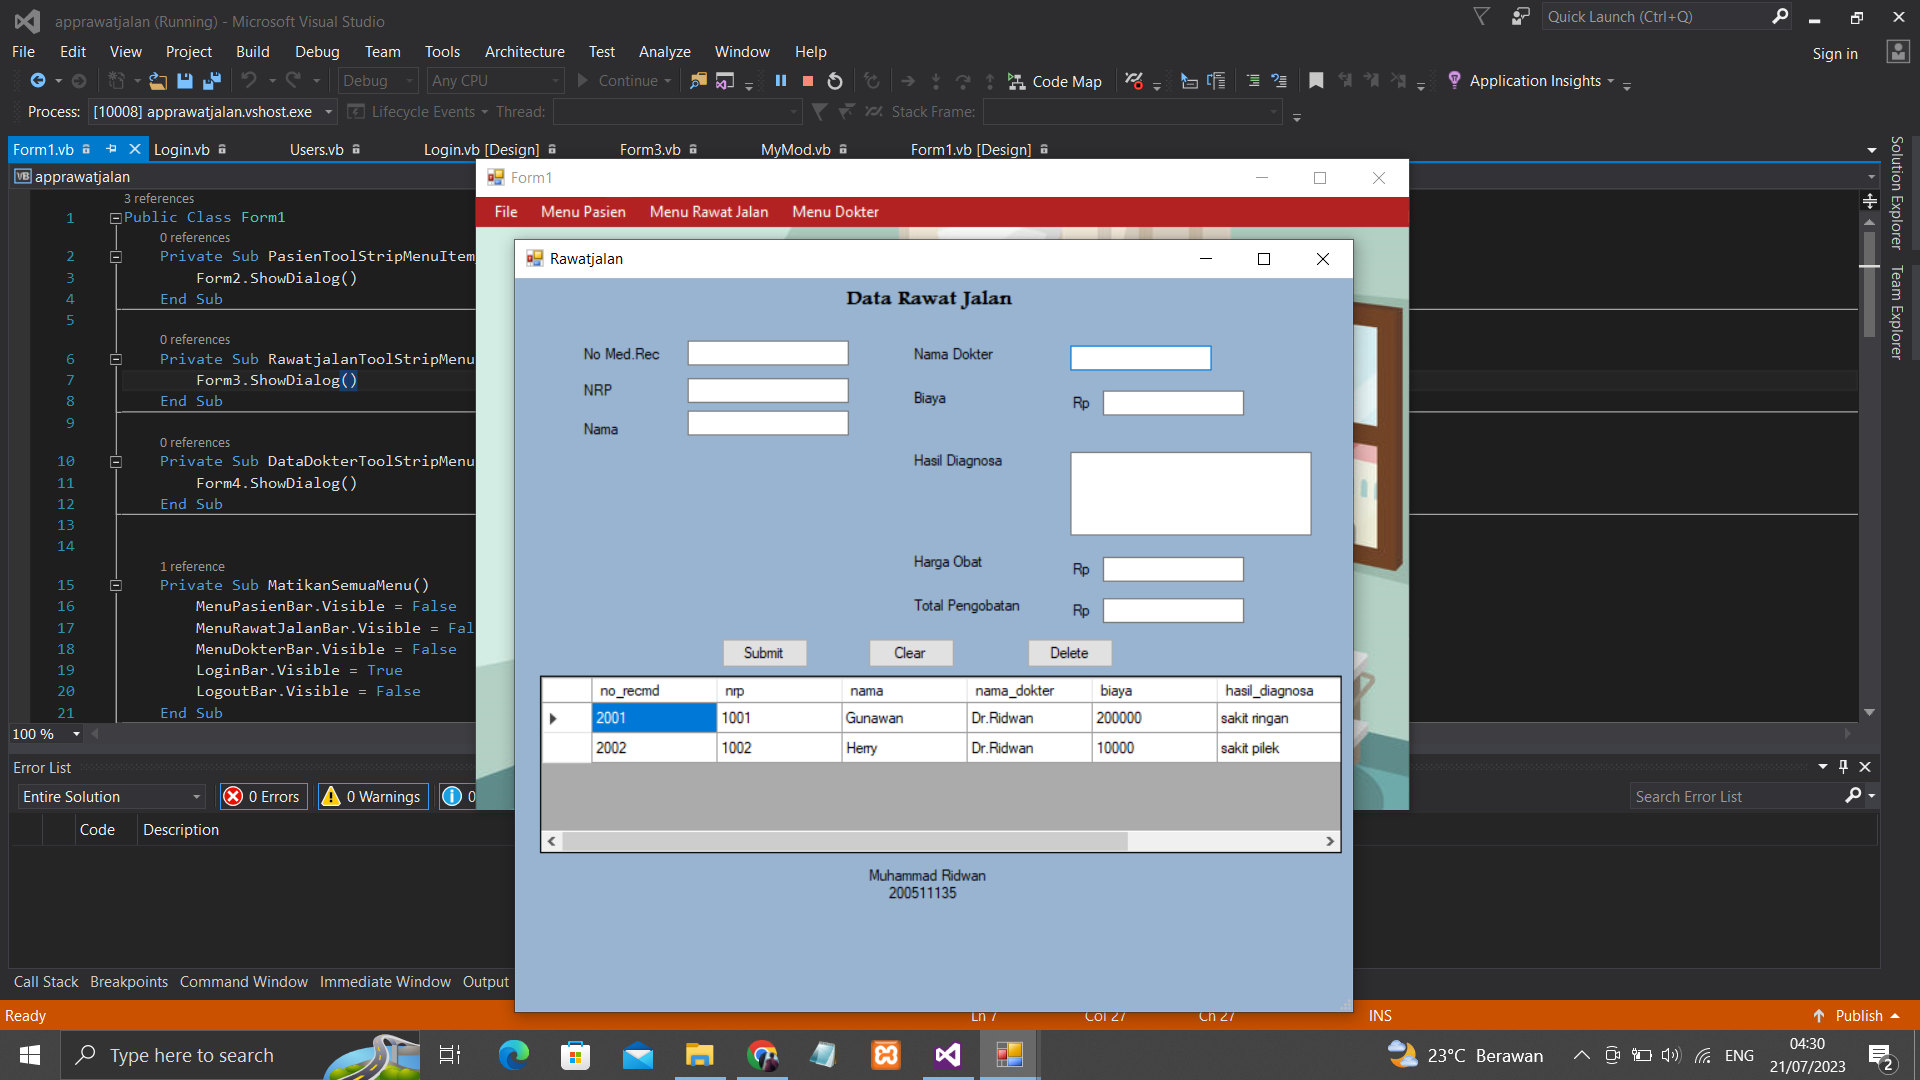 apprawatjalan (Running) - Microsoft Visual Studio
Quick Launch (Ctrl+Q)
File Edit View Project Build Debug Team Tools Architecture Test Analyze Window Help
Sign in
Debug Any CPU Continue Code Map Application Insights
Process: [10008] apprawatjalan.vshost.exe Lifecycle Events Thread: Stack Frame:
Form1.vb Login.vb Users.vb Login.vb [Design] Form3.vb MyMod.vb Form1.vb [Design]
Solution Explorer
Team Explorer
VB apprawatjalan
3 references
1 Public Class Form1
0 references
2 Private Sub PasienToolStripMenuItem
3 Form2.ShowDialog()
4 End Sub
5
0 references
6 Private Sub RawatjalanToolStripMenu
7 Form3.ShowDialog()
8 End Sub
9
0 references
10 Private Sub DataDokterToolStripMenu
11 Form4.ShowDialog()
12 End Sub
13
14
1 reference
15 Private Sub MatikanSemuaMenu()
16 MenuPasienBar.Visible = False
17 MenuRawatJalanBar.Visible = Fal
18 MenuDokterBar.Visible = False
19 LoginBar.Visible = True
20 LogoutBar.Visible = False
21 End Sub
100 %
Form1
File Menu Pasien Menu Rawat Jalan Menu Dokter
Rawatjalan
Data Rawat Jalan
No Med.Rec
NRP
Nama
Nama Dokter
Biaya Rp
Hasil Diagnosa
Harga Obat Rp
Total Pengobatan Rp
Submit Clear Delete
no_recmd nrp nama nama_dokter biaya hasil_diagnosa
2001 1001 Gunawan Dr.Ridwan 200000 sakit ringan
2002 1002 Herry Dr.Ridwan 10000 sakit pilek
Muhammad Ridwan
200511135
Error List
Entire Solution 0 Errors 0 Warnings 0
Search Error List
Code Description
Call Stack Breakpoints Command Window Immediate Window Output
Ready Ln 7 Col 27 Ch 27 INS Publish
Type here to search
23°C Berawan
ENG
04:30
21/07/2023
2